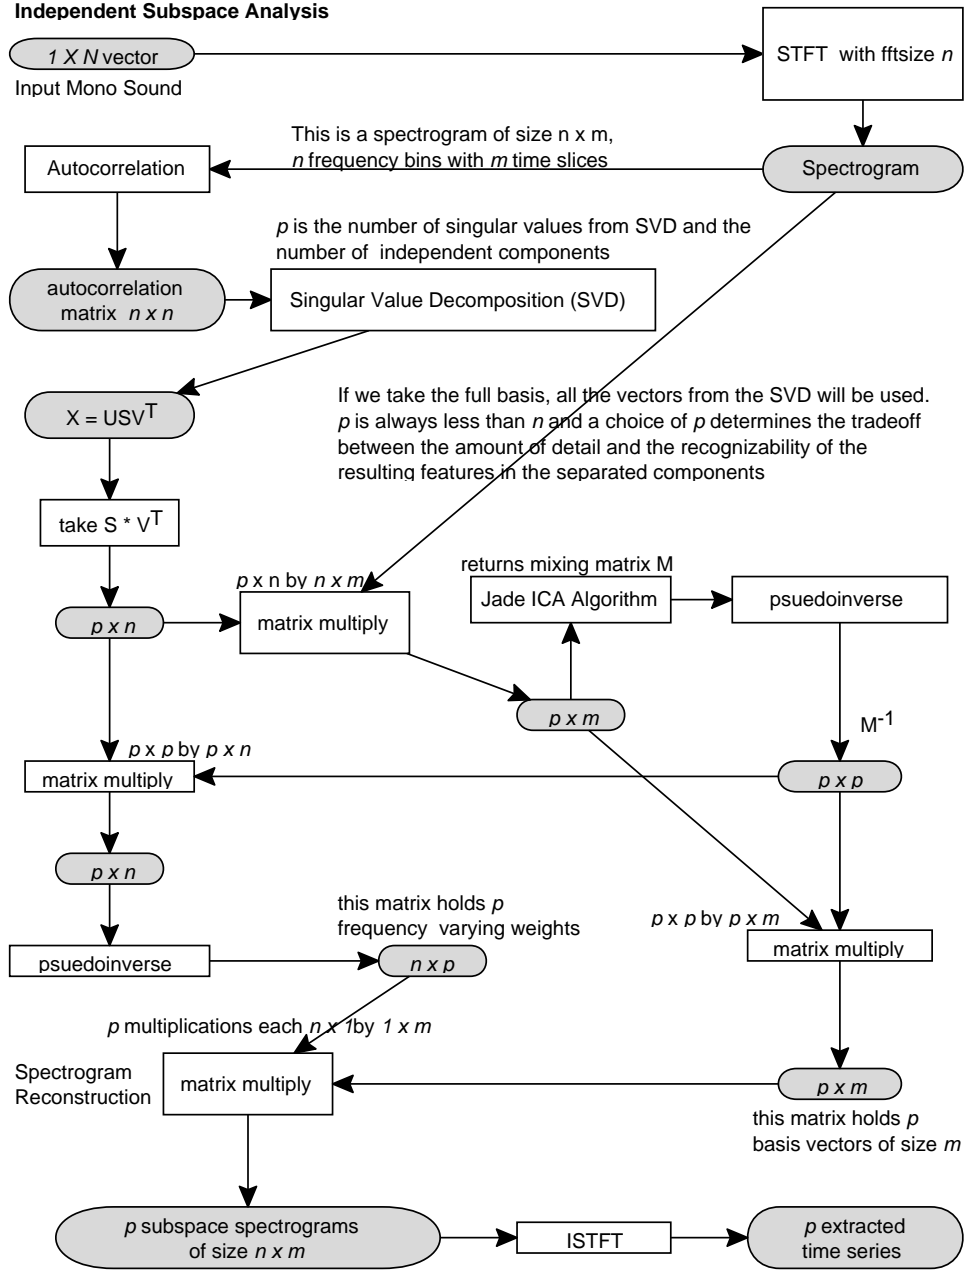 Independent Subspace Analysis
1 X N vector
STFT with fftsize n
Input Mono Sound
This is a spectrogram of size n x m,
n frequency bins with m time slices
Autocorrelation
Spectrogram
p is the number of singular values from SVD and the
number of independent components
autocorrelation
matrix n x n
Singular Value Decomposition (SVD)
If we take the full basis, all the vectors from the SVD will be used.
p is always less than n and a choice of p determines the tradeoff
between the amount of detail and the recognizability of the
resulting features in the separated components
X = USV^T
take S * V^T
returns mixing matrix M
p x n by n x m
Jade ICA Algorithm
psuedoinverse
p x n
matrix multiply
p x m
M^-1
p x p by p x n
matrix multiply
p x p
p x n
this matrix holds p
frequency varying weights
p x p by p x m
matrix multiply
psuedoinverse
n x p
p multiplications each n x 1 by 1 x m
Spectrogram
Reconstruction
matrix multiply
p x m
this matrix holds p
basis vectors of size m
p subspace spectrograms
of size n x m
ISTFT
p extracted
time series